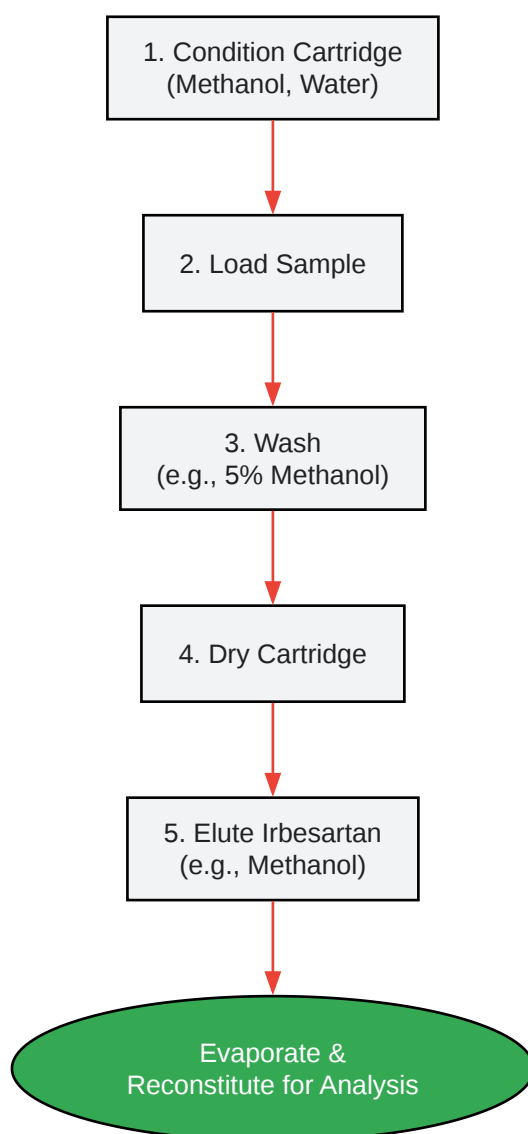 1. Condition Cartridge
(Methanol, Water)
2. Load Sample
3. Wash
(e.g., 5% Methanol)
4. Dry Cartridge
5. Elute Irbesartan
(e.g., Methanol)
Evaporate &
Reconstitute for Analysis